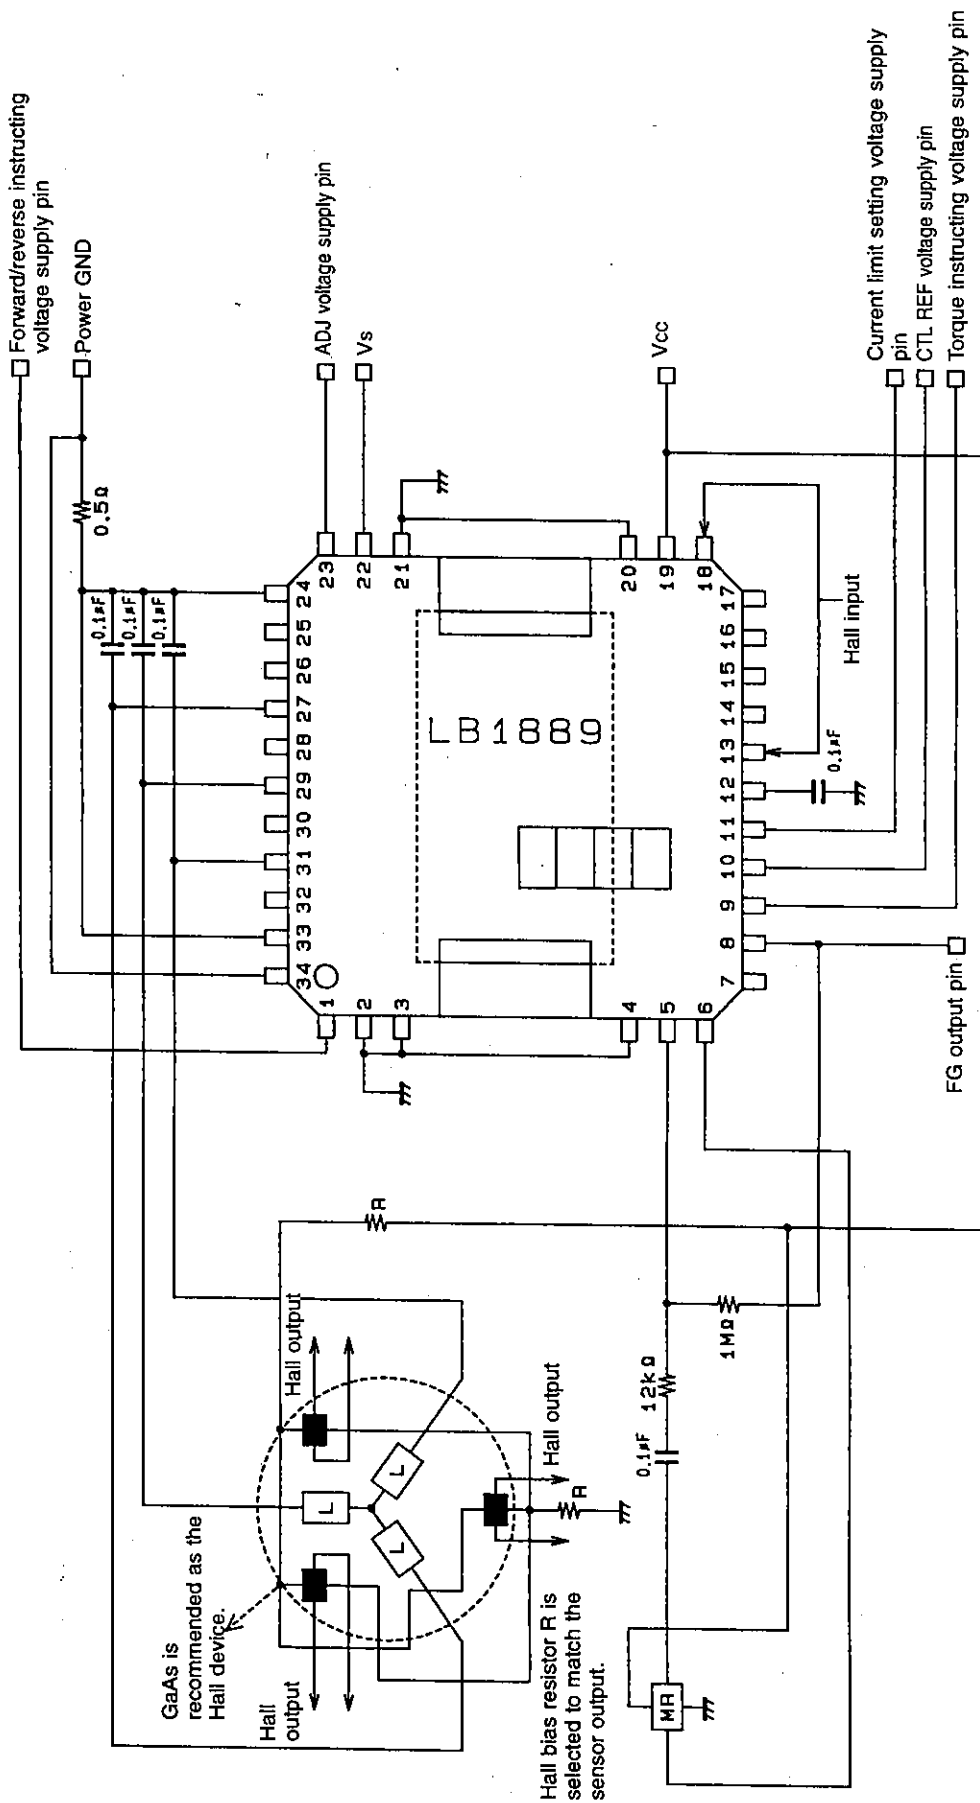 Forward/reverse instructing
voltage supply pin
Power GND
0.5Ω
0.1µF
0.1µF
0.1µF
ADJ voltage supply pin
Vs
Vcc
Current limit setting voltage supply
pin
CTL REF voltage supply pin
Torque instructing voltage supply pin
34 33 32 31 30 29 28 27 26 25 24
23
22
21
20
19
18
1
2
3
4
5
6
7 8 9 10 11 12 13 14 15 16 17
LB1889
Hall input
0.1µF
FG output pin
GaAs is
recommended as the
Hall device.
Hall
output
Hall output
Hall output
L
L
L
R
R
Hall bias resistor R is
selected to match the
sensor output.
0.1µF
12kΩ
1MΩ
MR